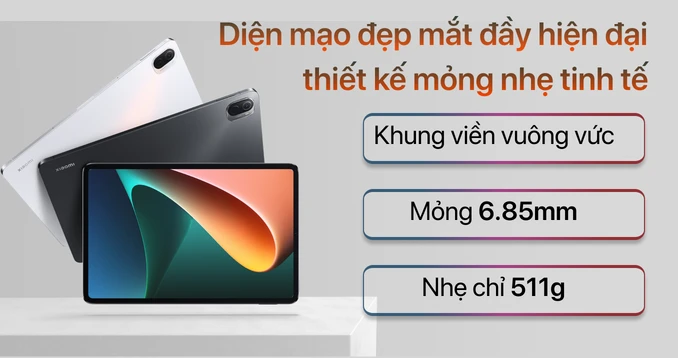 Diện mạo đẹp mắt đầy hiện đại
thiết kế mỏng nhẹ tinh tế
Khung viền vuông vức
Mỏng 6.85mm
Nhẹ chỉ 511g
xiaomi